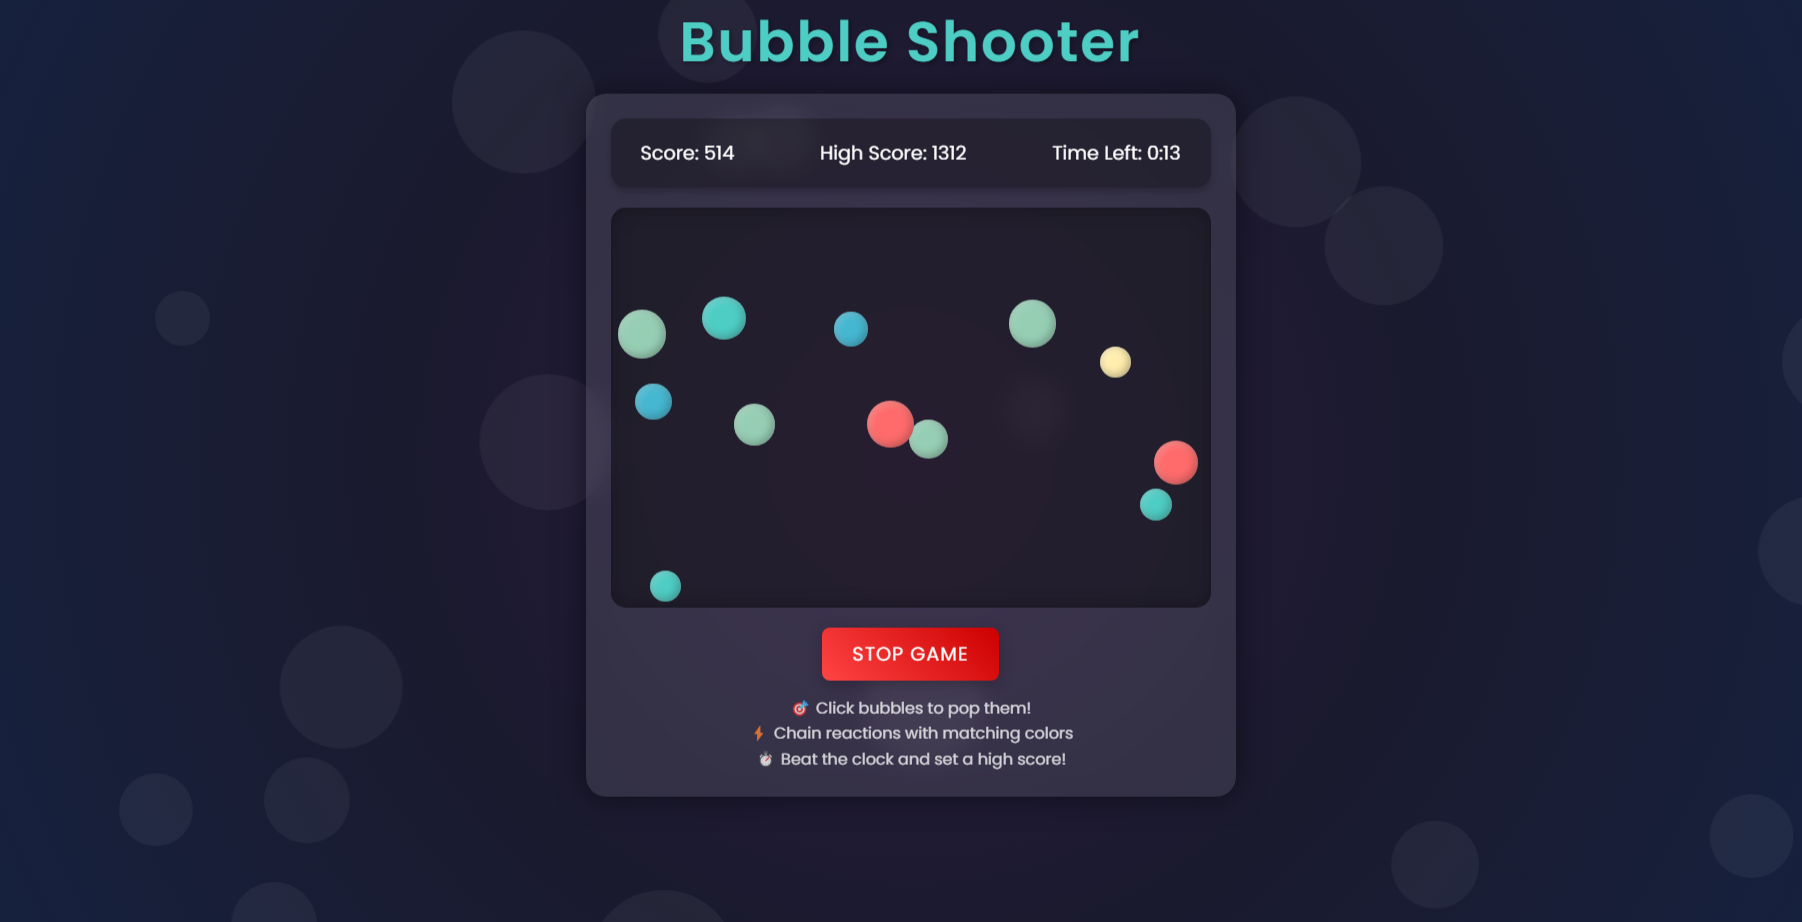 Bubble Shooter
Score: 514 High Score: 1312 Time Left: 0:13
STOP GAME
🎯 Click bubbles to pop them!
⚡ Chain reactions with matching colors
⏱️ Beat the clock and set a high score!